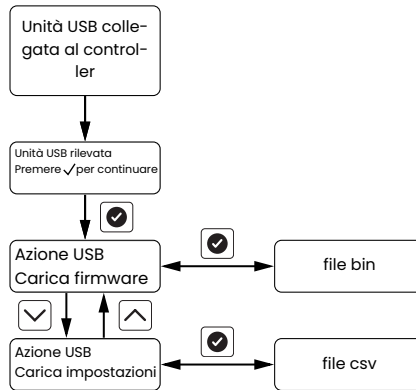 Unità USB colle-
gata al control-
ler
Unità USB rilevata
Premere ✓ per continuare
Azione USB
Carica firmware
file bin
Azione USB
Carica impostazioni
file csv